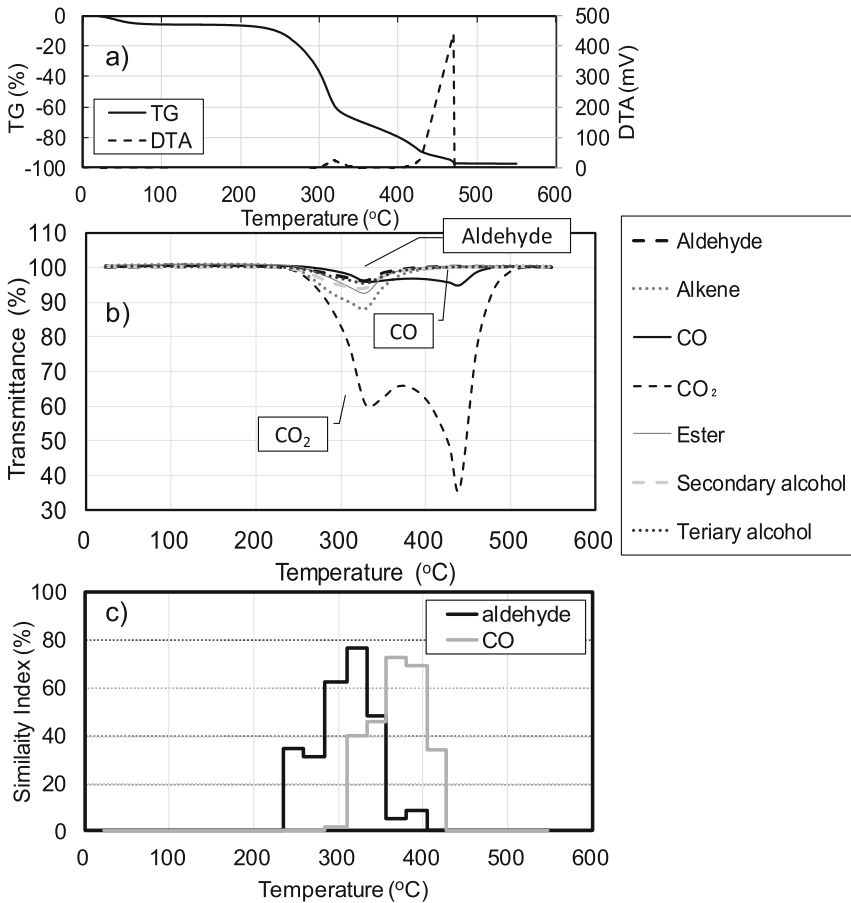 0
-20
-40
-60
-80
-100
TG (%)
a)
TG
DTA
500
400
300
200
100
0
DTA (mV)
0 100 200 300 400 500 600
Temperature (°C)
110
100
90
80
70
60
50
40
30
Transmittance (%)
b)
Aldehyde
CO
CO₂
0 100 200 300 400 500 600
Temperature (°C)
Aldehyde
Alkene
CO
CO₂
Ester
Secondary alcohol
Teriary alcohol
100
80
60
40
20
0
Similaity Index (%)
c)
aldehyde
CO
0 100 200 300 400 500 600
Temperature (°C)